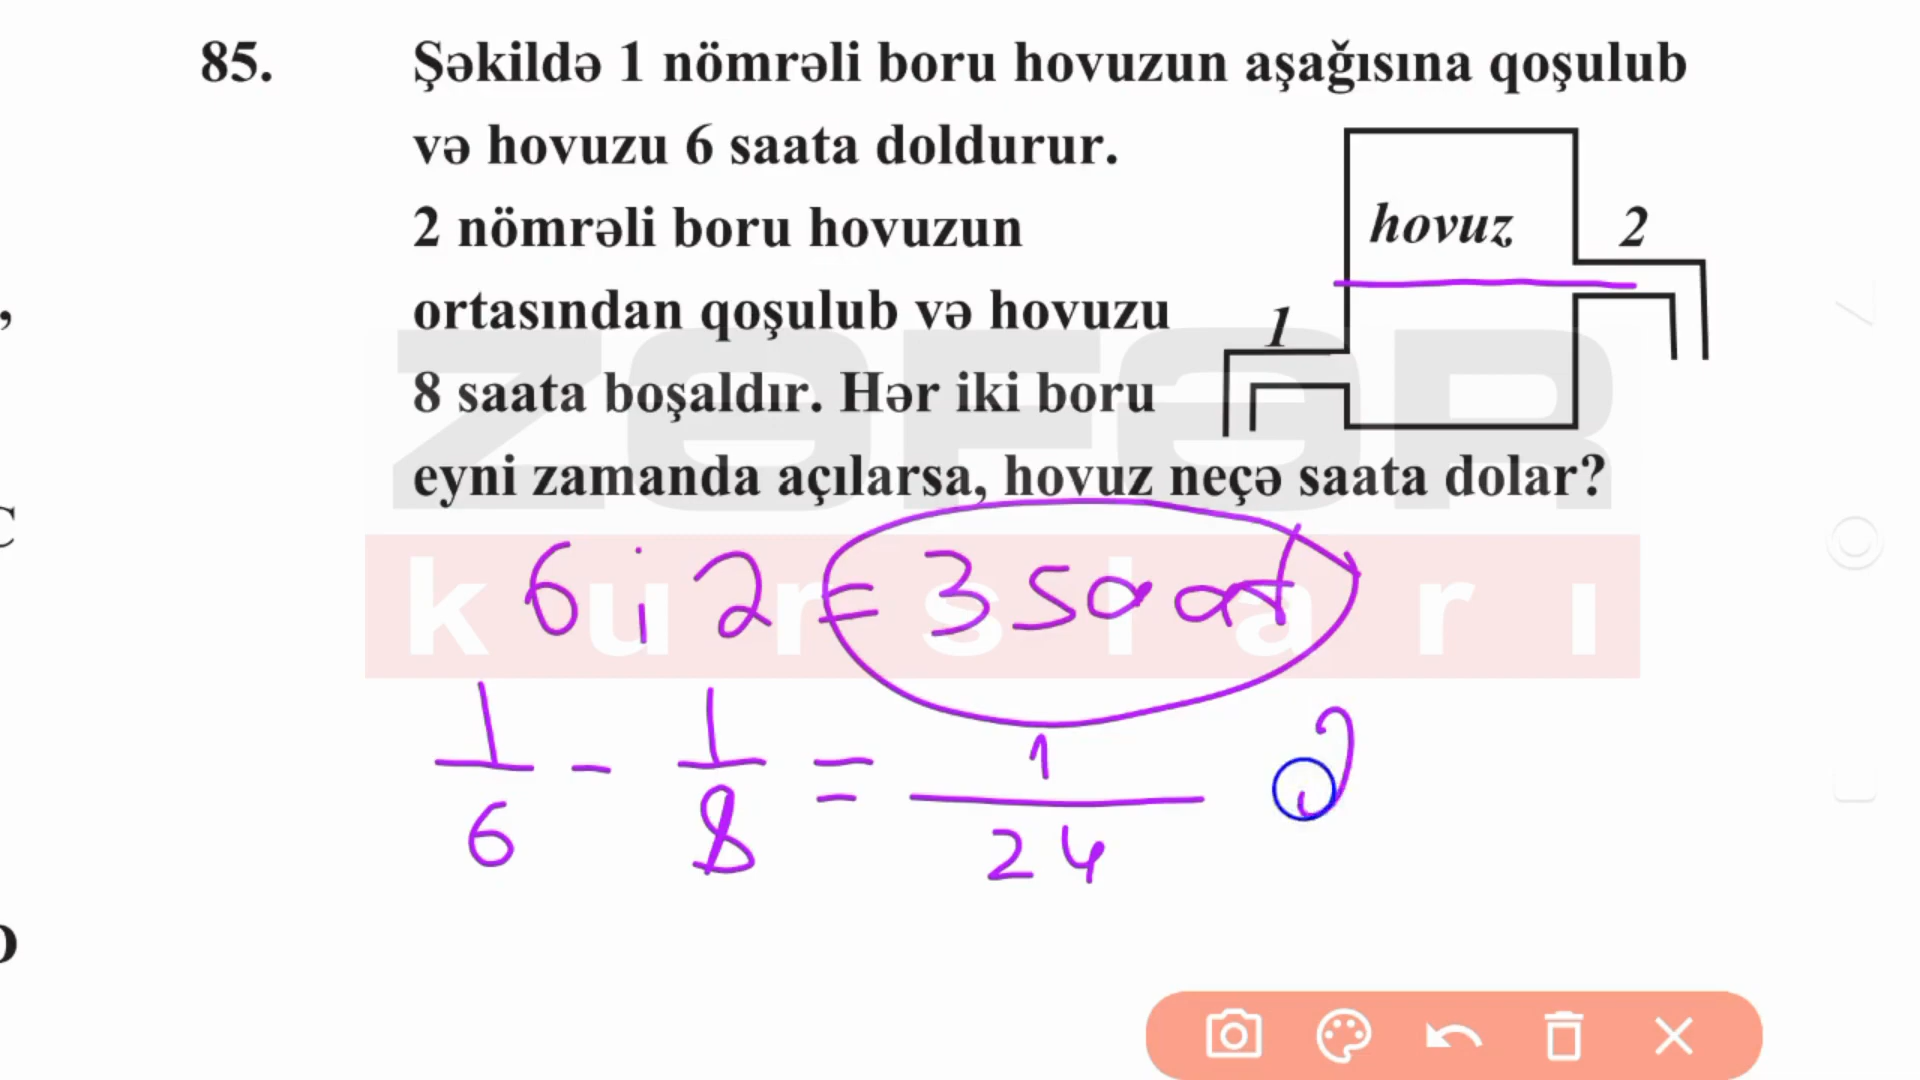 85. Şəkildə 1 nömrəli boru hovuzun aşağısına qoşulub
və hovuzu 6 saata doldurur.
2 nömrəli boru hovuzun
ortasından qoşulub və hovuzu
8 saata boşaldır. Hər iki boru
eyni zamanda açılarsa, hovuz neçə saata dolar?
hovuz
2
1
ZƏFƏR
kursları
6 : 2 = 3 saat
1/6 - 1/8 = 1/24